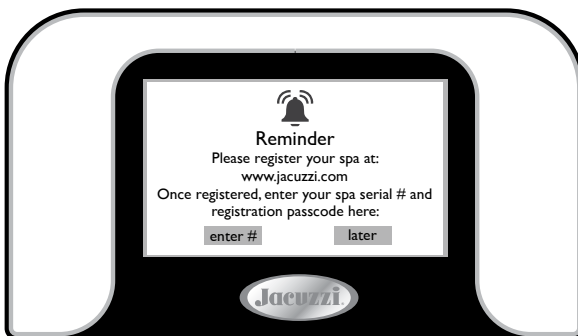 Reminder
Please register your spa at:
www.jacuzzi.com
Once registered, enter your spa serial # and
registration passcode here:
enter # later
Jacuzzi.